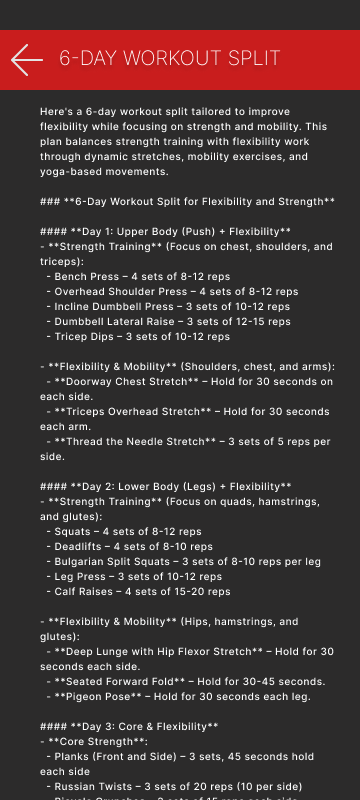 6-DAY WORKOUT SPLIT
Here's a 6-day workout split tailored to improve
flexibility while focusing on strength and mobility. This
plan balances strength training with flexibility work
through dynamic stretches, mobility exercises, and
yoga-based movements.
### **6-Day Workout Split for Flexibility and Strength**
#### **Day 1: Upper Body (Push) + Flexibility**
- **Strength Training** (Focus on chest, shoulders, and
triceps):
- Bench Press – 4 sets of 8-12 reps
- Overhead Shoulder Press – 4 sets of 8-12 reps
- Incline Dumbbell Press – 3 sets of 10-12 reps
- Dumbbell Lateral Raise – 3 sets of 12-15 reps
- Tricep Dips – 3 sets of 10-12 reps
- **Flexibility & Mobility** (Shoulders, chest, and arms):
- **Doorway Chest Stretch** – Hold for 30 seconds on
each side.
- **Triceps Overhead Stretch** – Hold for 30 seconds
each arm.
- **Thread the Needle Stretch** – 3 sets of 5 reps per
side.
#### **Day 2: Lower Body (Legs) + Flexibility**
- **Strength Training** (Focus on quads, hamstrings,
and glutes):
- Squats – 4 sets of 8-12 reps
- Deadlifts – 4 sets of 8-10 reps
- Bulgarian Split Squats – 3 sets of 8-10 reps per leg
- Leg Press – 3 sets of 10-12 reps
- Calf Raises – 4 sets of 15-20 reps
- **Flexibility & Mobility** (Hips, hamstrings, and
glutes):
- **Deep Lunge with Hip Flexor Stretch** – Hold for 30
seconds each side.
- **Seated Forward Fold** – Hold for 30-45 seconds.
- **Pigeon Pose** – Hold for 30 seconds each leg.
#### **Day 3: Core & Flexibility**
- **Core Strength**:
- Planks (Front and Side) – 3 sets, 45 seconds hold
each side
- Russian Twists – 3 sets of 20 reps (10 per side)